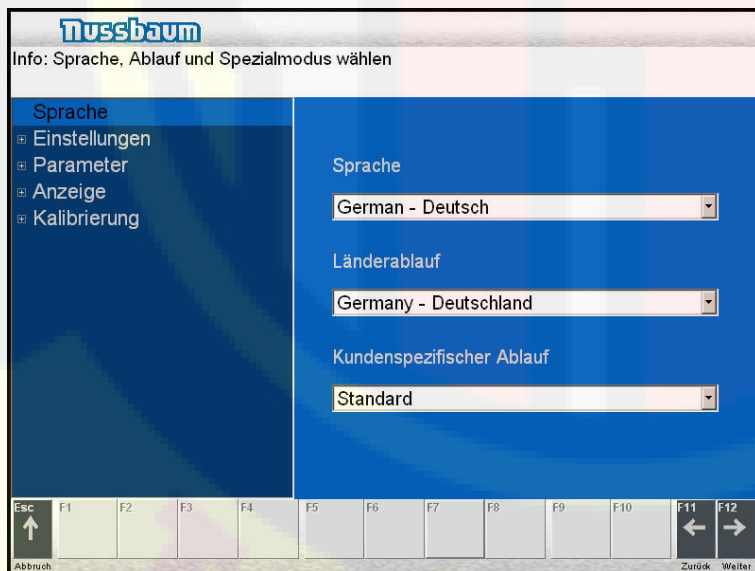 Nussbaum
Info: Sprache, Ablauf und Spezialmodus wählen
Sprache
Einstellungen
Parameter
Anzeige
Kalibrierung
Sprache
German - Deutsch
Länderablauf
Germany - Deutschland
Kundenspezifischer Ablauf
Standard
Esc F1 F2 F3 F4 F5 F6 F7 F8 F9 F10 F11 F12
Abbruch Zurück Weiter